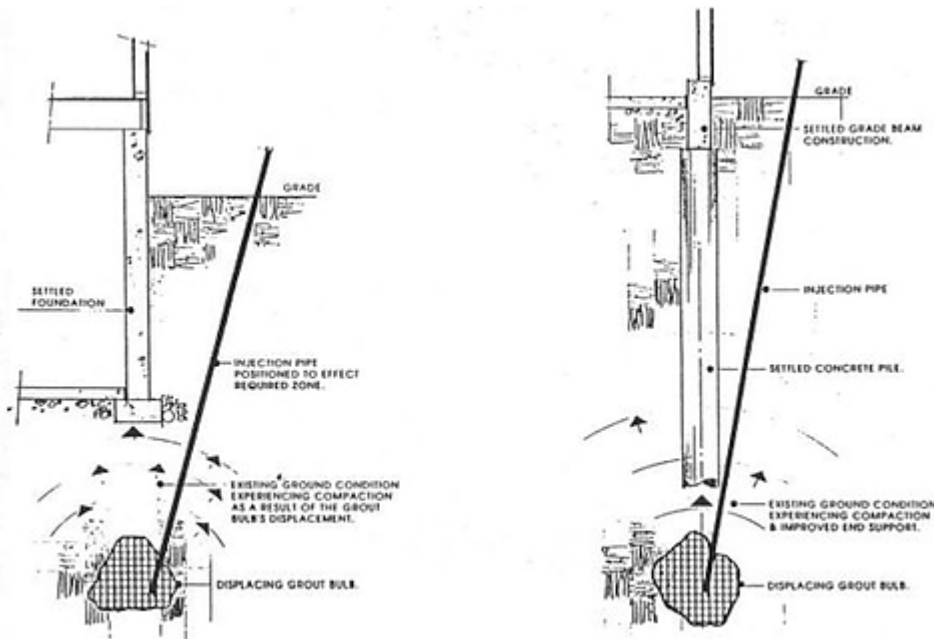 GRADE
SETTLED
FOUNDATION
INJECTION PIPE
POSITIONED TO EFFECT
REQUIRED ZONE.
EXISTING GROUND CONDITION
EXPERIENCING COMPACTION
AS A RESULT OF THE GROUT
BULB'S DISPLACEMENT.
DISPLACING GROUT BULB.
GRADE
SETTLED GRADE BEAM
CONSTRUCTION.
INJECTION PIPE
SETTLED CONCRETE PILE.
EXISTING GROUND CONDITION
EXPERIENCING COMPACTION
& IMPROVED END SUPPORT.
DISPLACING GROUT BULB.